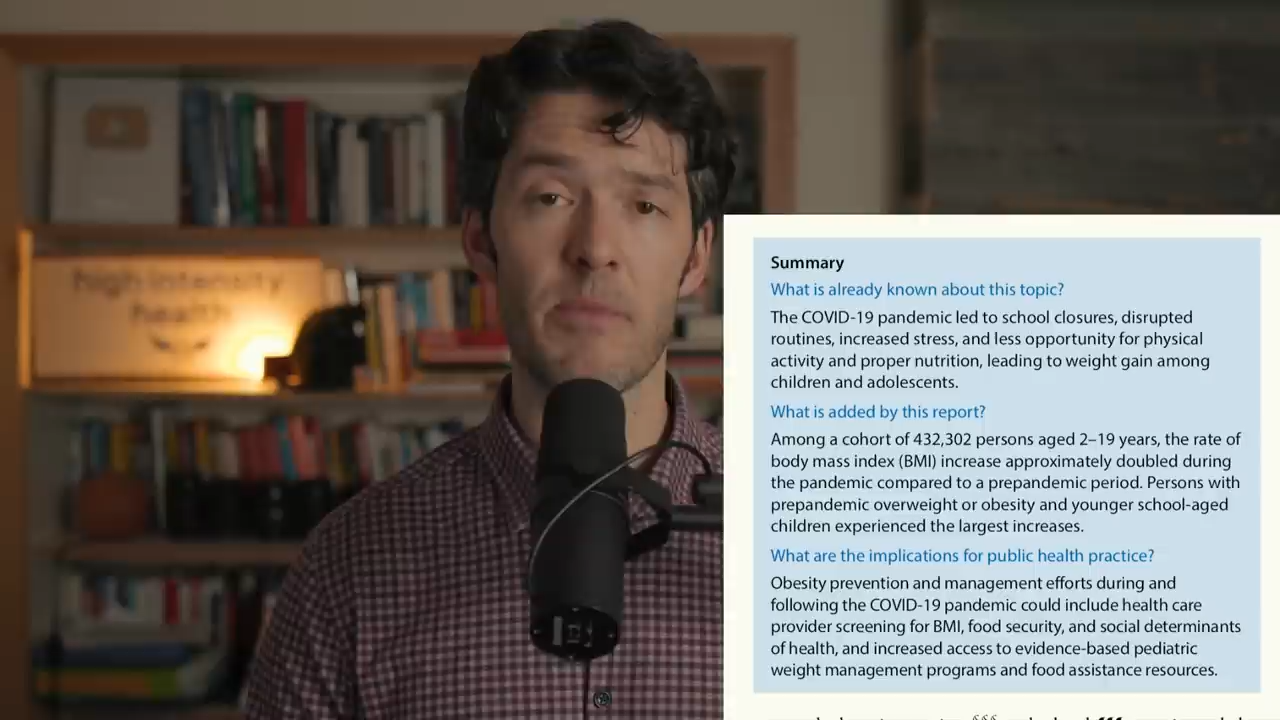 high intensity
health
Summary
What is already known about this topic?
The COVID-19 pandemic led to school closures, disrupted
routines, increased stress, and less opportunity for physical
activity and proper nutrition, leading to weight gain among
children and adolescents.
What is added by this report?
Among a cohort of 432,302 persons aged 2–19 years, the rate of
body mass index (BMI) increase approximately doubled during
the pandemic compared to a prepandemic period. Persons with
prepandemic overweight or obesity and younger school-aged
children experienced the largest increases.
What are the implications for public health practice?
Obesity prevention and management efforts during and
following the COVID-19 pandemic could include health care
provider screening for BMI, food security, and social determinants
of health, and increased access to evidence-based pediatric
weight management programs and food assistance resources.